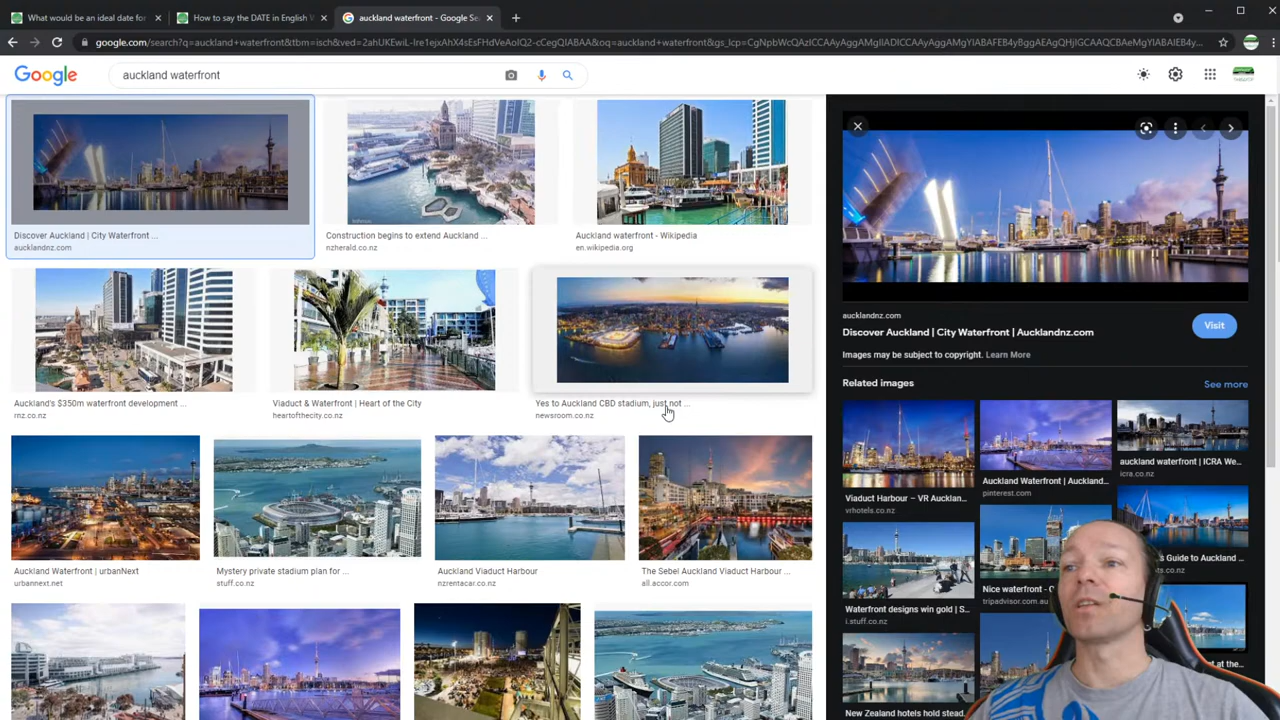 What would be an ideal date for
How to say the DATE in English
auckland waterfront - Google Se
google.com/search?q=auckland+waterfront&tbm=isch&ved=
Google
auckland waterfront
Discover Auckland | City Waterfront ...
aucklandnz.com
Construction begins to extend Auckland ...
nzherald.co.nz
Auckland waterfront - Wikipedia
en.wikipedia.org
Auckland's $350m waterfront development ...
rnz.co.nz
Viaduct & Waterfront | Heart of the City
heartofthecity.co.nz
Yes to Auckland CBD stadium, just not ...
newsroom.co.nz
Auckland Waterfront | urbanNext
urbannext.net
Mystery private stadium plan for ...
stuff.co.nz
Auckland Viaduct Harbour
nzrentacar.co.nz
The Sebel Auckland Viaduct Harbour ...
all.accor.com
aucklandnz.com
Discover Auckland | City Waterfront | Aucklandnz.com
Visit
Images may be subject to copyright. Learn More
Related images
See more
Viaduct Harbour – VR Aucklan...
vrhotels.co.nz
Auckland Waterfront | Auckland...
pinterest.com
auckland waterfront | ICRA We...
icra.co.nz
's Guide to Auckland ...
ts.co.nz
Waterfront designs win gold | S...
i.stuff.co.nz
Nice waterfront -
tripadvisor.com.au
at the...
New Zealand hotels hold stead...